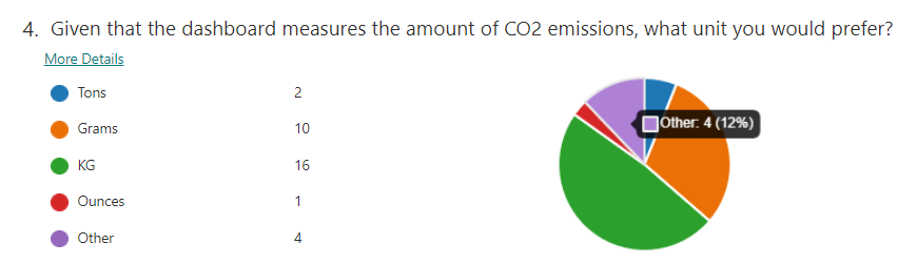 4. Given that the dashboard measures the amount of CO2 emissions, what unit you would prefer?
More Details
Tons 2
Grams 10
KG 16
Ounces 1
Other 4
Other: 4 (12%)